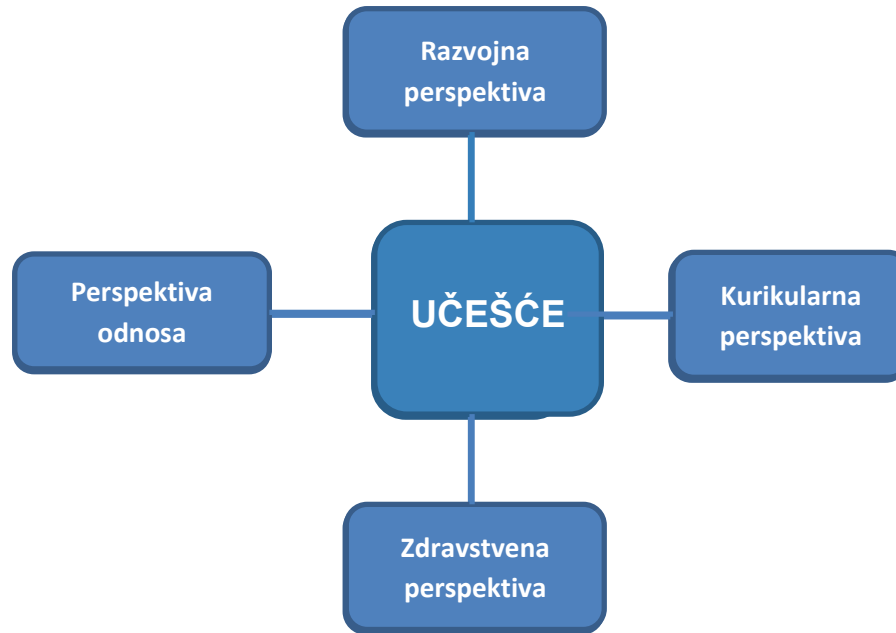 Razvojna
perspektiva
Perspektiva
odnosa
UČEŠĆE
Kurikularna
perspektiva
Zdravstvena
perspektiva